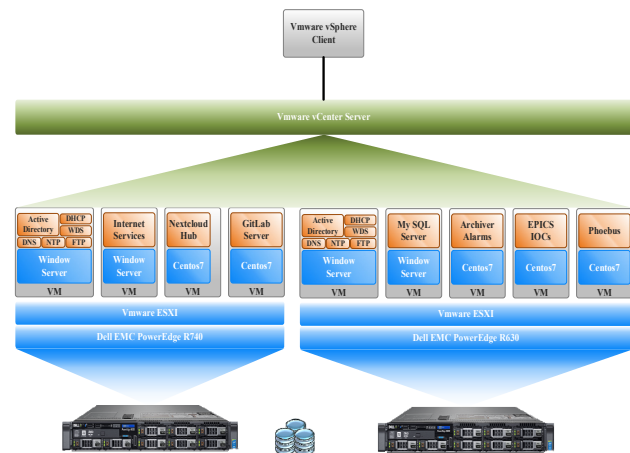 Vmware vSphere
Client
Vmware vCenter Server
Active
Directory
DHCP
WDS
DNS
NTP
FTP
Window
Server
VM
Internet
Services
Window
Server
VM
Nextcloud
Hub
Centos7
VM
GitLab
Server
Centos7
VM
Active
Directory
DHCP
WDS
DNS
NTP
FTP
Window
Server
VM
My SQL
Server
Window
Server
VM
Archiver
Alarms
Centos7
VM
EPICS
IOCs
Centos7
VM
Phoebus
Centos7
VM
Vmware ESXI
Dell EMC PowerEdge R740
Vmware ESXI
Dell EMC PowerEdge R630